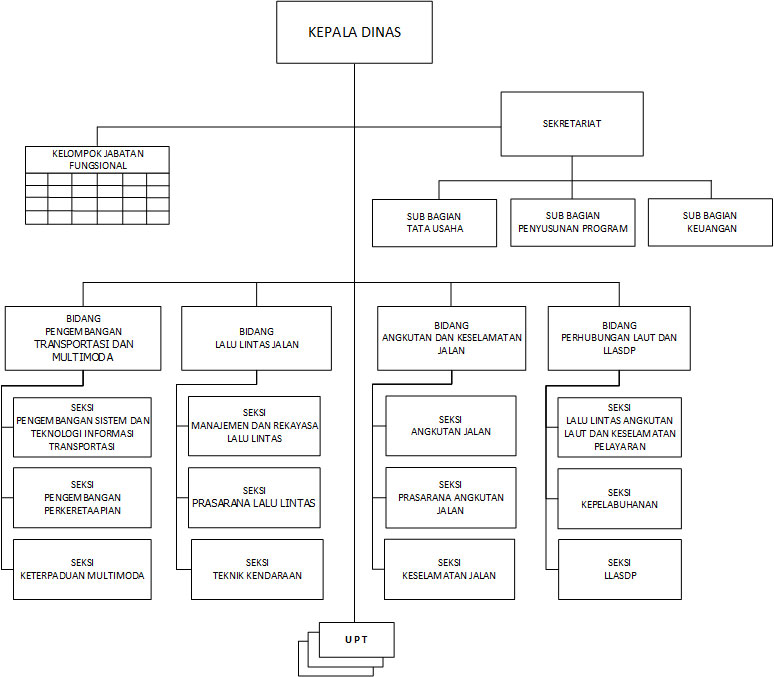 KEPALA DINAS
SEKRETARIAT
KELOMPOK JABATAN
FUNGSIONAL
SUB BAGIAN
TATA USAHA
SUB BAGIAN
PENYUSUNAN PROGRAM
SUB BAGIAN
KEUANGAN
BIDANG
PENGEMBANGAN
TRANSPORTASI DAN
MULTIMODA
BIDANG
LALU LINTAS JALAN
BIDANG
ANGKUTAN DAN KESELAMATAN
JALAN
BIDANG
PERHUBUNGAN LAUT DAN
LLASDP
SEKSI
PENGEMBANGAN SISTEM DAN
TEKNOLOGI INFORMASI
TRANSPORTASI
SEKSI
MANAJEMEN DAN REKAYASA
LALU LINTAS
SEKSI
ANGKUTAN JALAN
SEKSI
LALU LINTAS ANGKUTAN
LAUT DAN KESELAMATAN
PELAYARAN
SEKSI
PENGEMBANGAN
PERKERETAAPIAN
SEKSI
PRASARANA LALU LINTAS
SEKSI
PRASARANA ANGKUTAN
JALAN
SEKSI
KEPELABUHANAN
SEKSI
KETERPADUAN MULTIMODA
SEKSI
TEKNIK KENDARAAN
SEKSI
KESELAMATAN JALAN
SEKSI
LLASDP
UPT